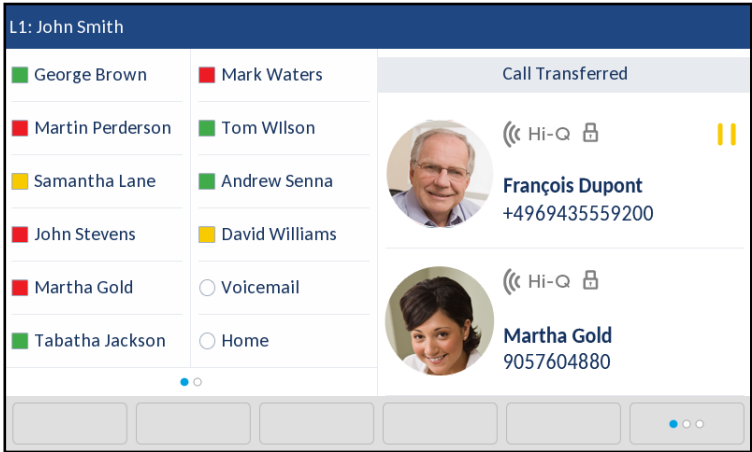 L1: John Smith
George Brown
Martin Perderson
Samantha Lane
John Stevens
Martha Gold
Tabatha Jackson
Mark Waters
Tom WIlson
Andrew Senna
David Williams
Voicemail
Home
Call Transferred
Hi-Q
François Dupont
+4969435559200
Hi-Q
Martha Gold
9057604880